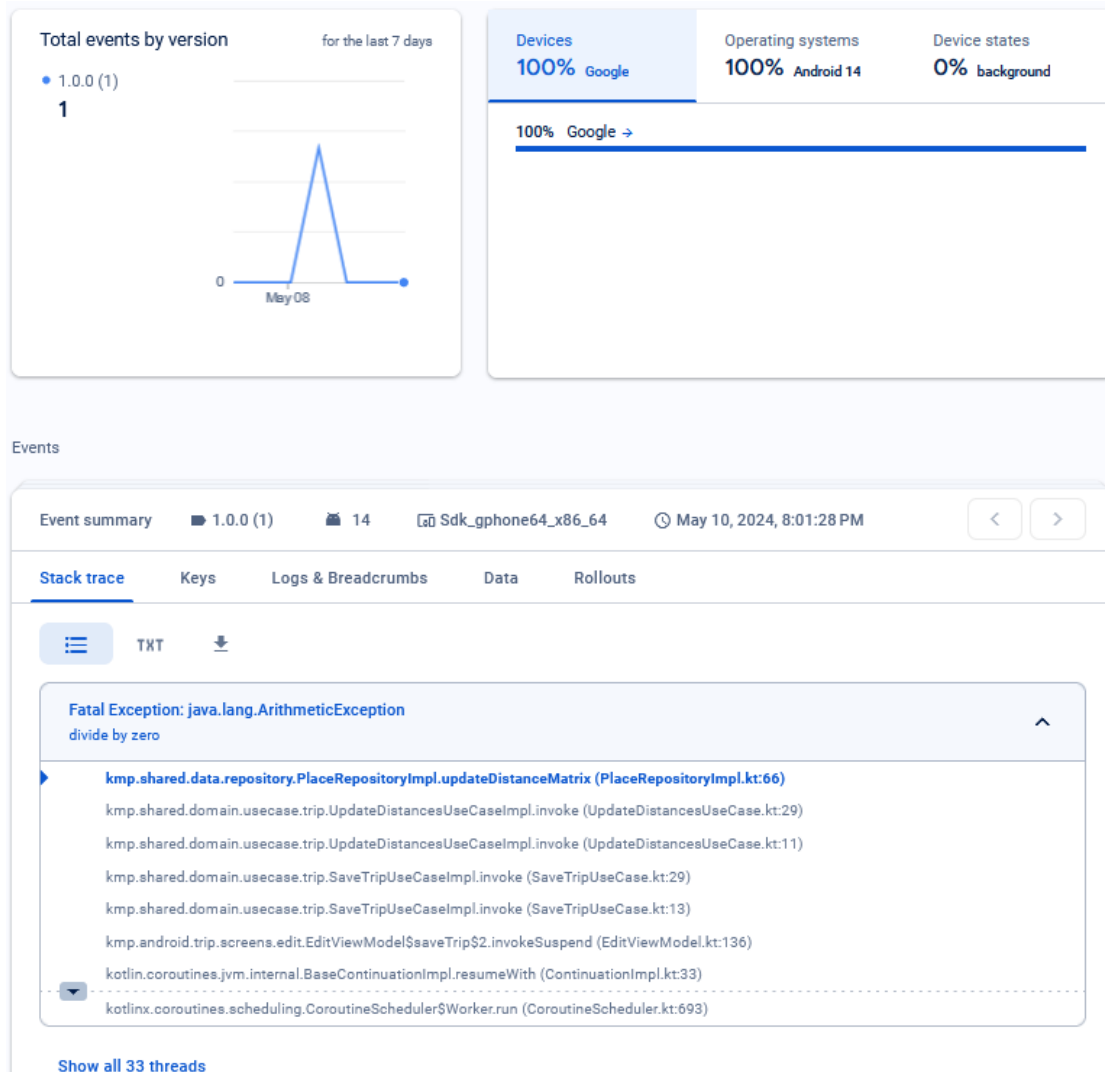 Total events by version
for the last 7 days
1.0.0 (1)
1
0
May 08
Devices
100% Google
Operating systems
100% Android 14
Device states
0% background
100% Google →
Events
Event summary
1.0.0 (1)
14
Sdk_gphone64_x86_64
May 10, 2024, 8:01:28 PM
Stack trace
Keys
Logs & Breadcrumbs
Data
Rollouts
TXT
Fatal Exception: java.lang.ArithmeticException
divide by zero
kmp.shared.data.repository.PlaceRepositoryImpl.updateDistanceMatrix (PlaceRepositoryImpl.kt:66)
kmp.shared.domain.usecase.trip.UpdateDistancesUseCaseImpl.invoke (UpdateDistancesUseCase.kt:29)
kmp.shared.domain.usecase.trip.UpdateDistancesUseCaseImpl.invoke (UpdateDistancesUseCase.kt:11)
kmp.shared.domain.usecase.trip.SaveTripUseCaseImpl.invoke (SaveTripUseCase.kt:29)
kmp.shared.domain.usecase.trip.SaveTripUseCaseImpl.invoke (SaveTripUseCase.kt:13)
kmp.android.trip.screens.edit.EditViewModel$saveTrip$2.invokeSuspend (EditViewModel.kt:136)
kotlin.coroutines.jvm.internal.BaseContinuationImpl.resumeWith (ContinuationImpl.kt:33)
kotlinx.coroutines.scheduling.CoroutineScheduler$Worker.run (CoroutineScheduler.kt:693)
Show all 33 threads